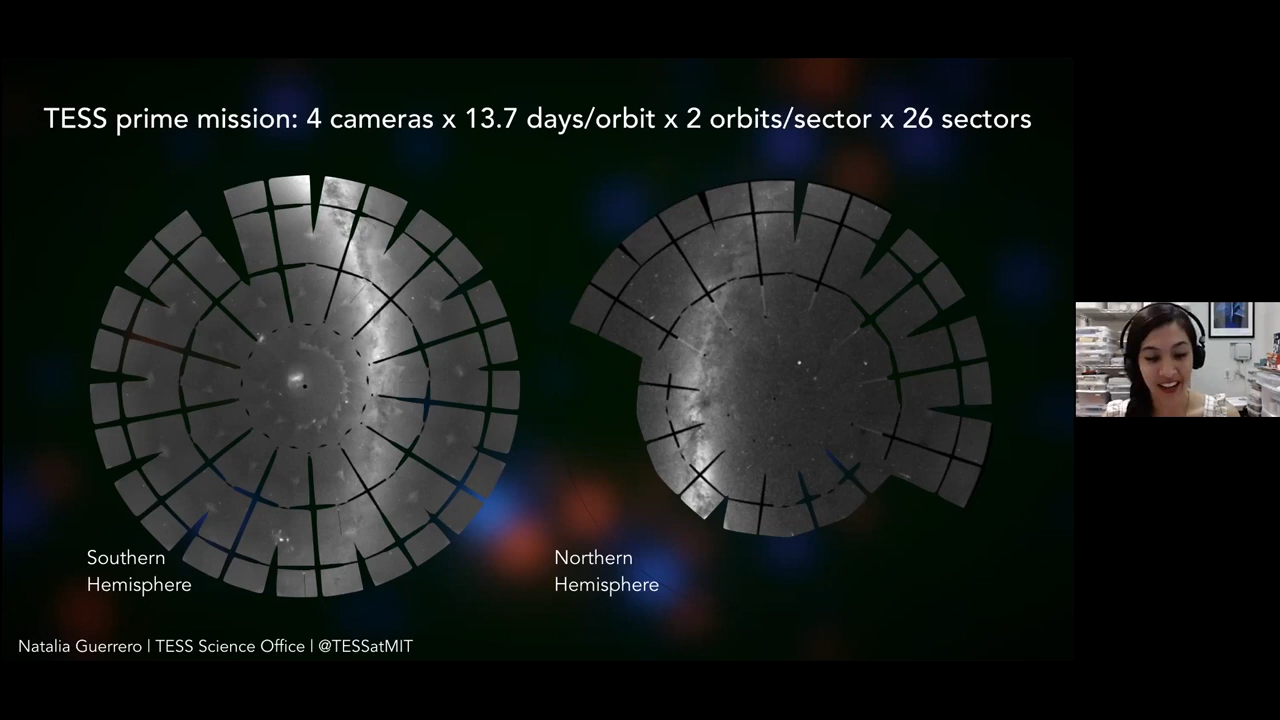 TESS prime mission: 4 cameras x 13.7 days/orbit x 2 orbits/sector x 26 sectors
Southern
Hemisphere
Northern
Hemisphere
Natalia Guerrero | TESS Science Office | @TESSatMIT